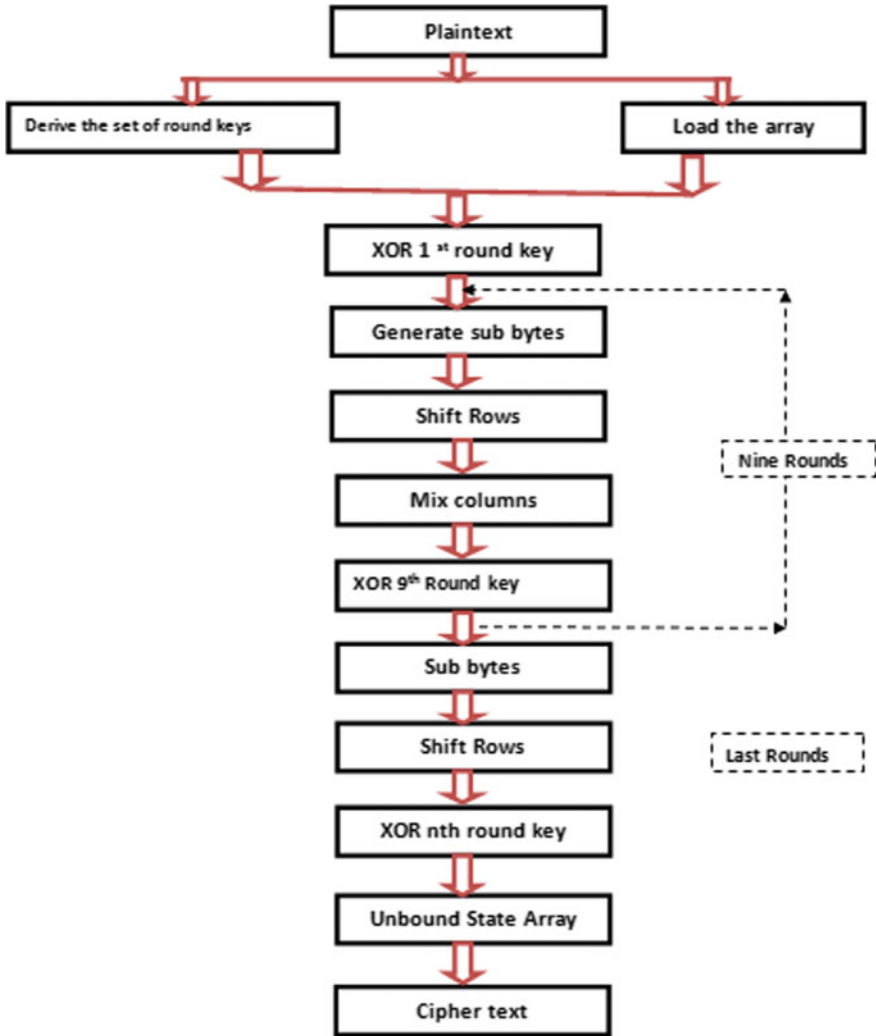 Plaintext
Derive the set of round keys
Load the array
XOR 1 st round key
Generate sub bytes
Shift Rows
Mix columns
Nine Rounds
XOR 9th Round key
Sub bytes
Shift Rows
Last Rounds
XOR nth round key
Unbound State Array
Cipher text